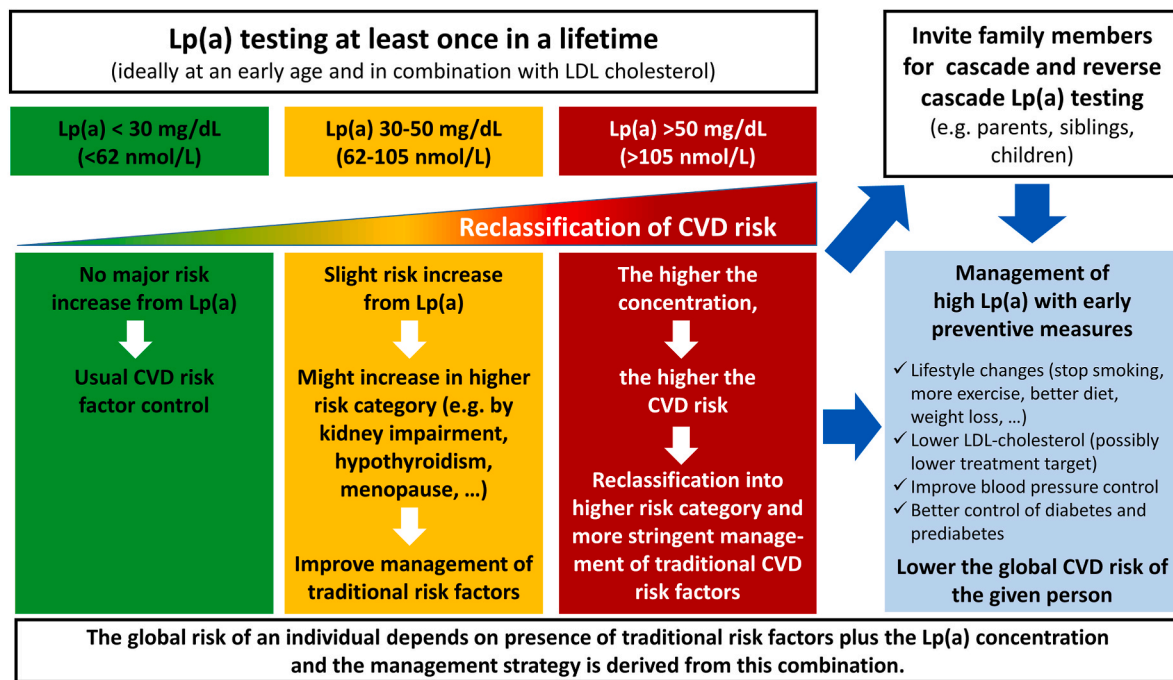 Lp(a) testing at least once in a lifetime
(ideally at an early age and in combination with LDL cholesterol)
Lp(a) < 30 mg/dL
(<62 nmol/L)
Lp(a) 30-50 mg/dL
(62-105 nmol/L)
Lp(a) >50 mg/dL
(>105 nmol/L)
Reclassification of CVD risk
No major risk
increase from Lp(a)
Usual CVD risk
factor control
Slight risk increase
from Lp(a)
Might increase in higher
risk category (e.g. by
kidney impairment,
hypothyroidism,
menopause, ...)
Improve management of
traditional risk factors
The higher the
concentration,
the higher the
CVD risk
Reclassification into
higher risk category and
more stringent manage-
ment of traditional CVD
risk factors
Invite family members
for cascade and reverse
cascade Lp(a) testing
(e.g. parents, siblings,
children)
Management of
high Lp(a) with early
preventive measures
✓ Lifestyle changes (stop smoking,
more exercise, better diet,
weight loss, ...)
✓ Lower LDL-cholesterol (possibly
lower treatment target)
✓ Improve blood pressure control
✓ Better control of diabetes and
prediabetes
Lower the global CVD risk of
the given person
The global risk of an individual depends on presence of traditional risk factors plus the Lp(a) concentration
and the management strategy is derived from this combination.